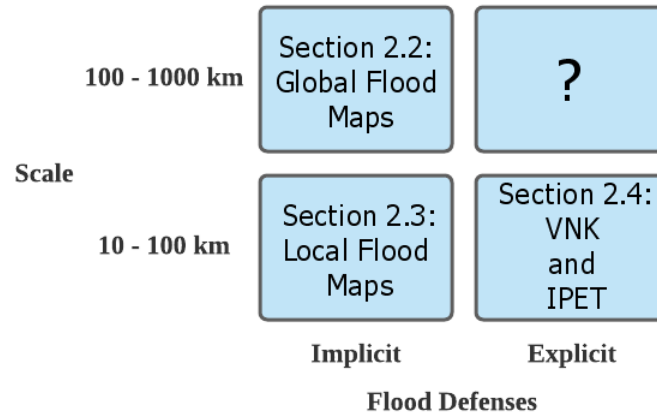 Section 2.2:
Global Flood
Maps
?
100 - 1000 km
Scale
Section 2.3:
Local Flood
Maps
Section 2.4:
VNK
and
IPET
10 - 100 km
Implicit
Explicit
Flood Defenses